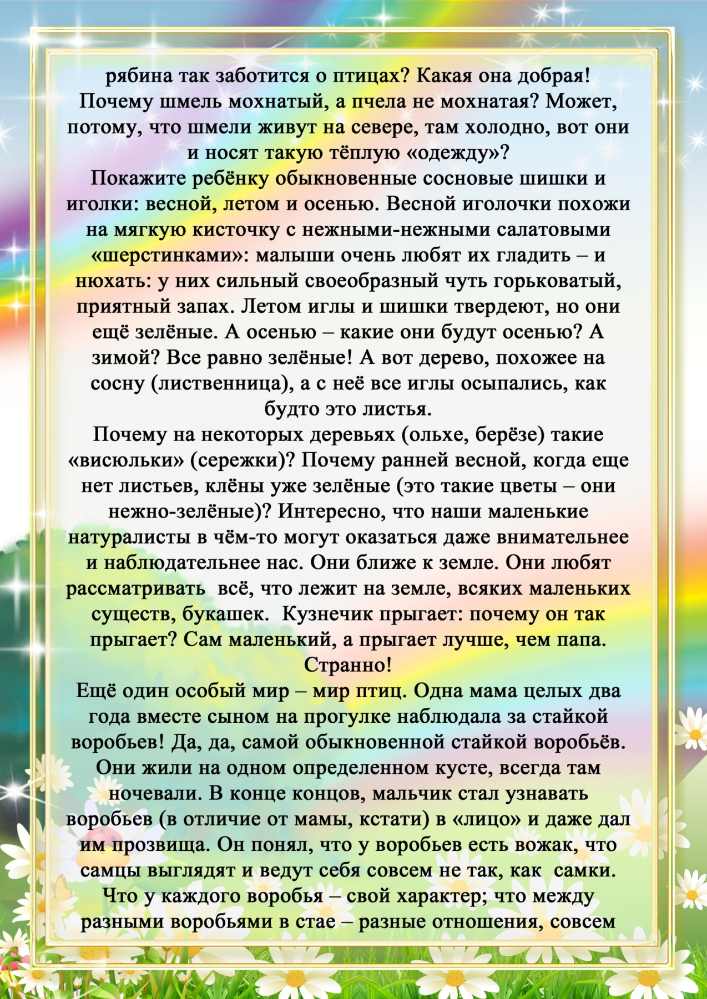 рябина так заботится о птицах? Какая она добрая!
Почему шмель мохнатый, а пчела не мохнатая? Может,
потому, что шмели живут на севере, там холодно, вот они
и носят такую тёплую «одежду»?
Покажите ребёнку обыкновенные сосновые шишки и
иголки: весной, летом и осенью. Весной иголочки похожи
на мягкую кисточку с нежными-нежными салатовыми
«шерстинками»: малыши очень любят их гладить – и
нюхать: у них сильный своеобразный чуть горьковатый,
приятный запах. Летом иглы и шишки твердеют, но они
ещё зелёные. А осенью – какие они будут осенью? А
зимой? Все равно зелёные! А вот дерево, похожее на
сосну (лиственница), а с неё все иглы осыпались, как
будто это листья.
Почему на некоторых деревьях (ольхе, берёзе) такие
«висюльки» (сережки)? Почему ранней весной, когда еще
нет листьев, клёны уже зелёные (это такие цветы – они
нежно-зелёные)? Интересно, что наши маленькие
натуралисты в чём-то могут оказаться даже внимательнее
и наблюдательнее нас. Они ближе к земле. Они любят
рассматривать  всё, что лежит на земле, всяких маленьких
существ, букашек.  Кузнечик прыгает: почему он так
прыгает? Сам маленький, а прыгает лучше, чем папа.
Странно!
Ещё один особый мир – мир птиц. Одна мама целых два
года вместе сыном на прогулке наблюдала за стайкой
воробьев! Да, да, самой обыкновенной стайкой воробьёв.
Они жили на одном определенном кусте, всегда там
ночевали. В конце концов, мальчик стал узнавать
воробьев (в отличие от мамы, кстати) в «лицо» и даже дал
им прозвища. Он понял, что у воробьев есть вожак, что
самцы выглядят и ведут себя совсем не так, как  самки.
Что у каждого воробья – свой характер; что между
разными воробьями в стае – разные отношения, совсем